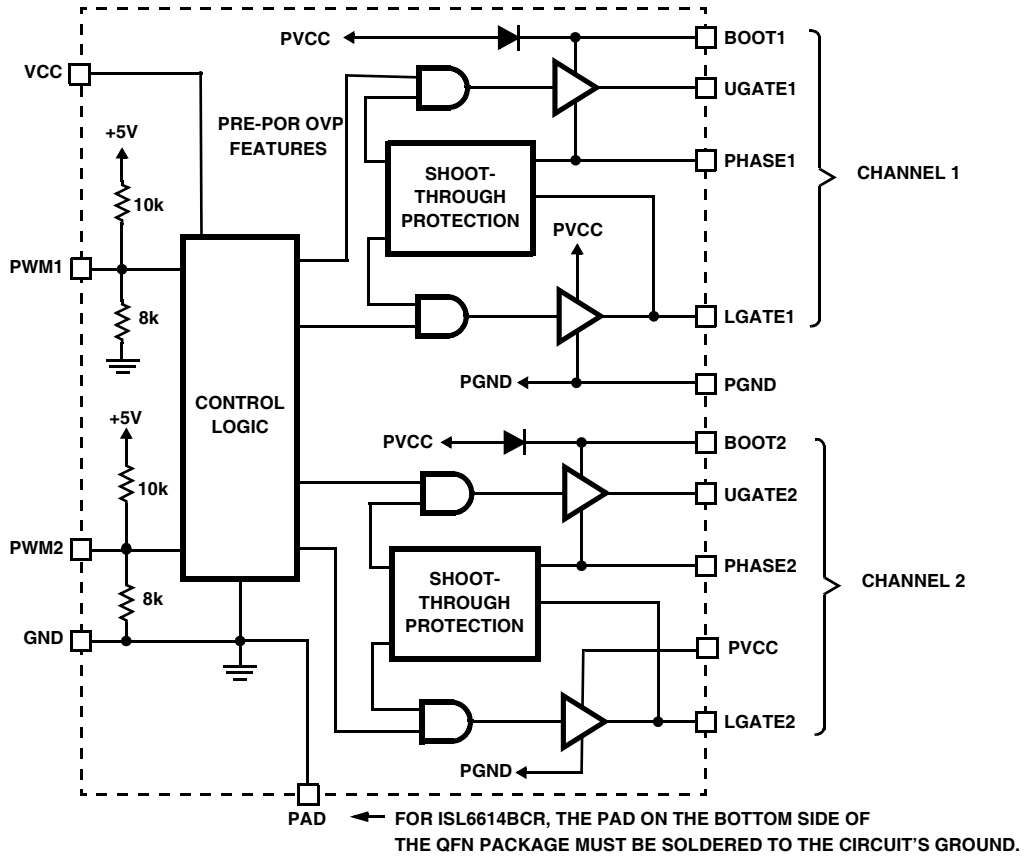 PVCC
BOOT1
VCC
UGATE1
PRE-POR OVP
FEATURES
+5V
10k
SHOOT-
THROUGH
PROTECTION
PHASE1
CHANNEL 1
PVCC
PWM1
8k
LGATE1
CONTROL
LOGIC
PGND
PGND
+5V
PVCC
BOOT2
10k
UGATE2
PWM2
SHOOT-
THROUGH
PROTECTION
PHASE2
CHANNEL 2
8k
GND
PVCC
LGATE2
PGND
PAD
FOR ISL6614BCR, THE PAD ON THE BOTTOM SIDE OF
THE QFN PACKAGE MUST BE SOLDERED TO THE CIRCUIT'S GROUND.